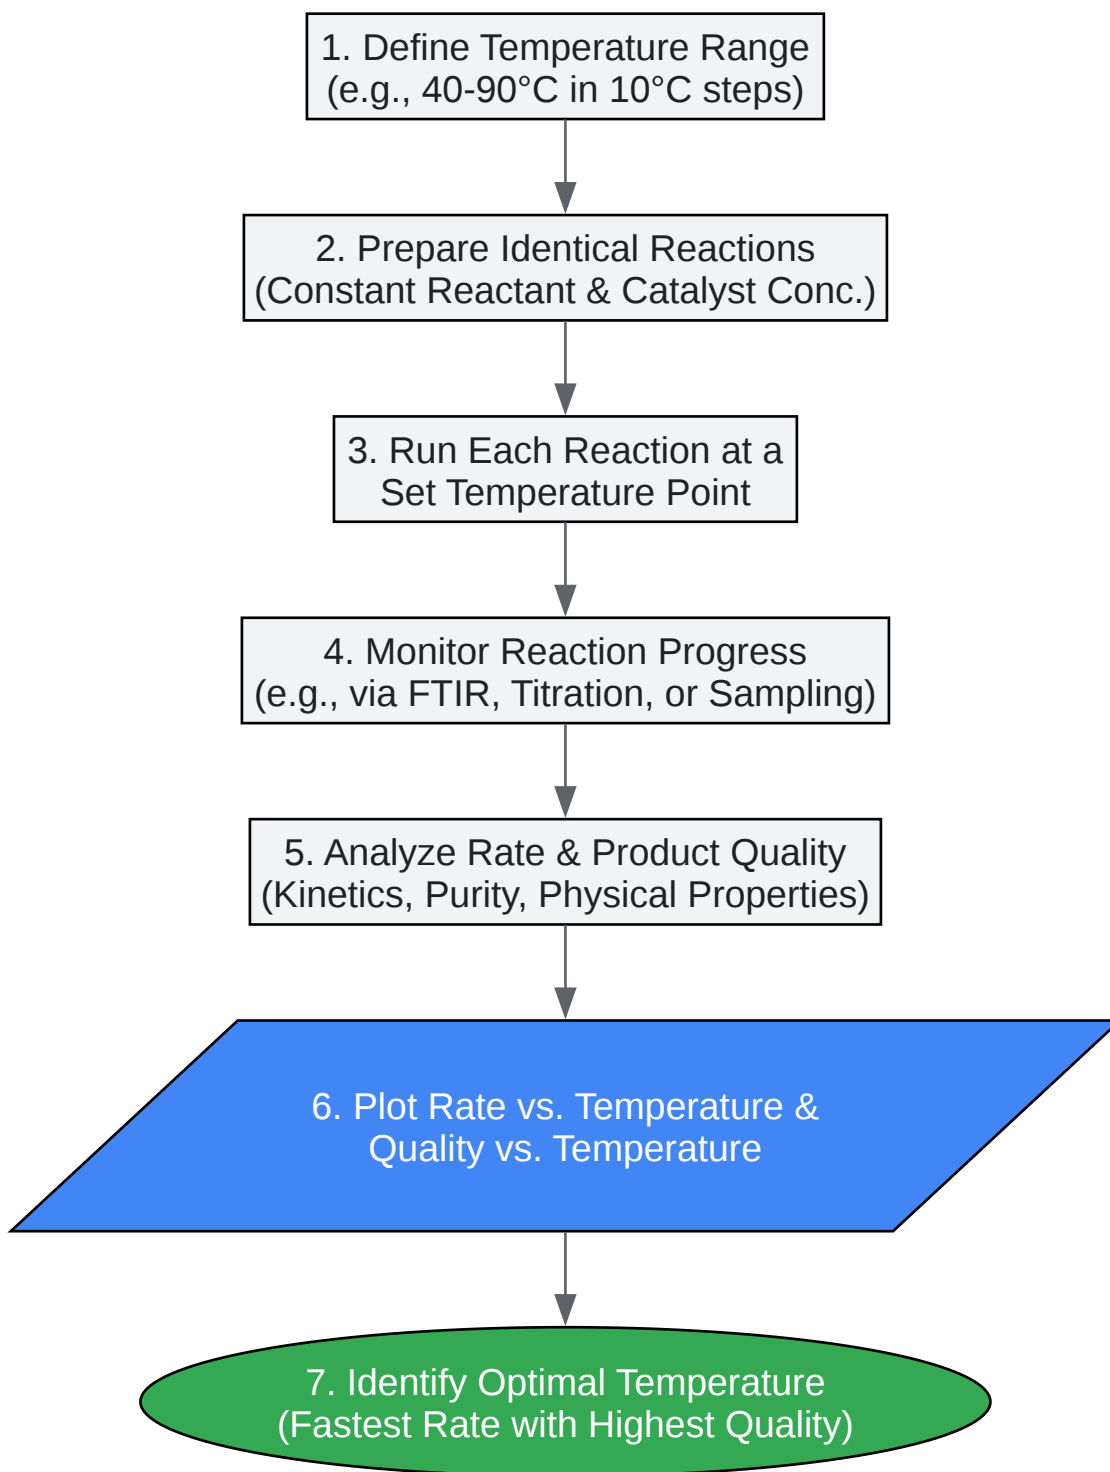 1. Define Temperature Range
(e.g., 40-90°C in 10°C steps)
2. Prepare Identical Reactions
(Constant Reactant & Catalyst Conc.)
3. Run Each Reaction at a
Set Temperature Point
4. Monitor Reaction Progress
(e.g., via FTIR, Titration, or Sampling)
5. Analyze Rate & Product Quality
(Kinetics, Purity, Physical Properties)
6. Plot Rate vs. Temperature &
Quality vs. Temperature
7. Identify Optimal Temperature
(Fastest Rate with Highest Quality)